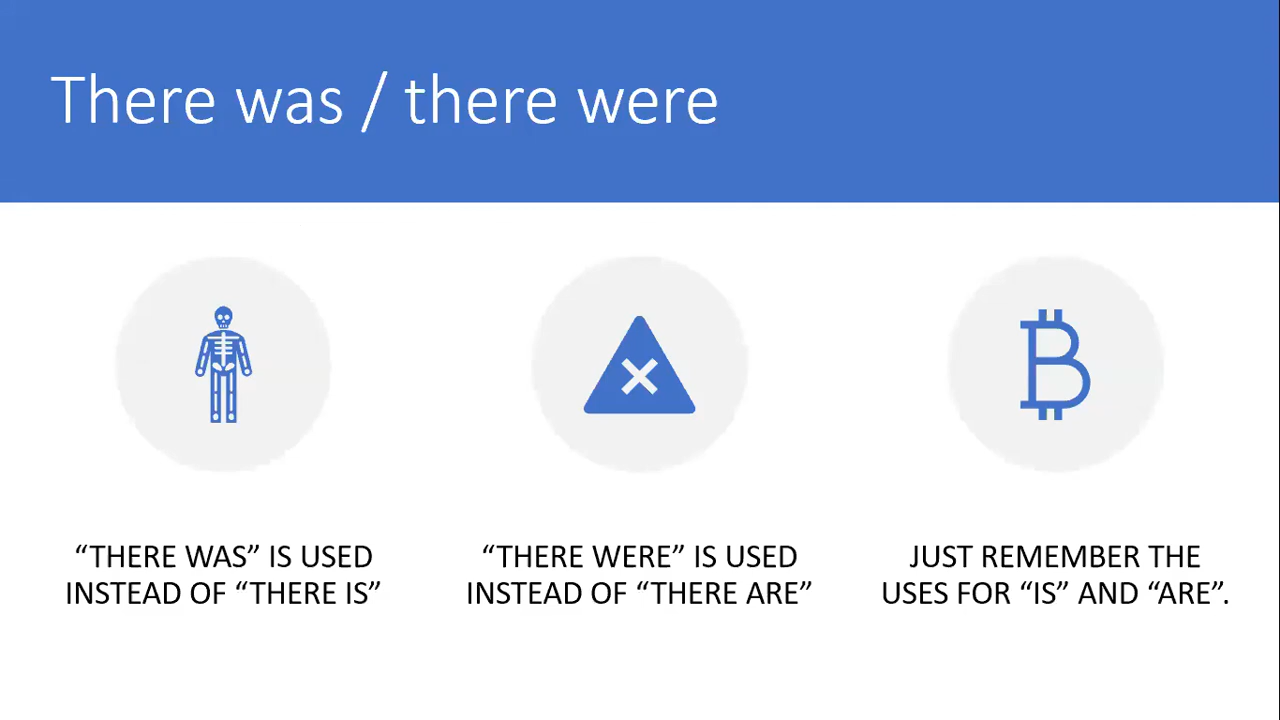 There was / there were
“THERE WAS” IS USED
INSTEAD OF “THERE IS”
“THERE WERE” IS USED
INSTEAD OF “THERE ARE”
JUST REMEMBER THE
USES FOR “IS” AND “ARE”.